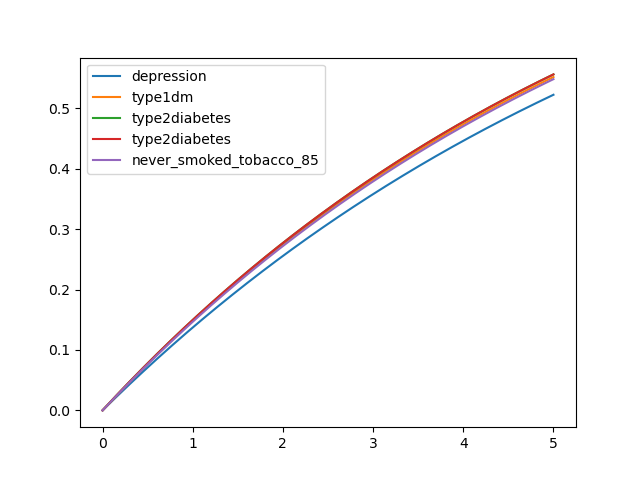 depression
type1dm
type2diabetes
type2diabetes
never_smoked_tobacco_85
0.5
0.4
0.3
0.2
0.1
0.0
0 1 2 3 4 5